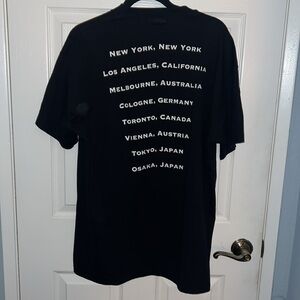 New York, New York
Los Angeles, California
Melbourne, Australia
Cologne, Germany
Toronto, Canada
Vienna, Austria
Tokyo, Japan
Osaka, Japan